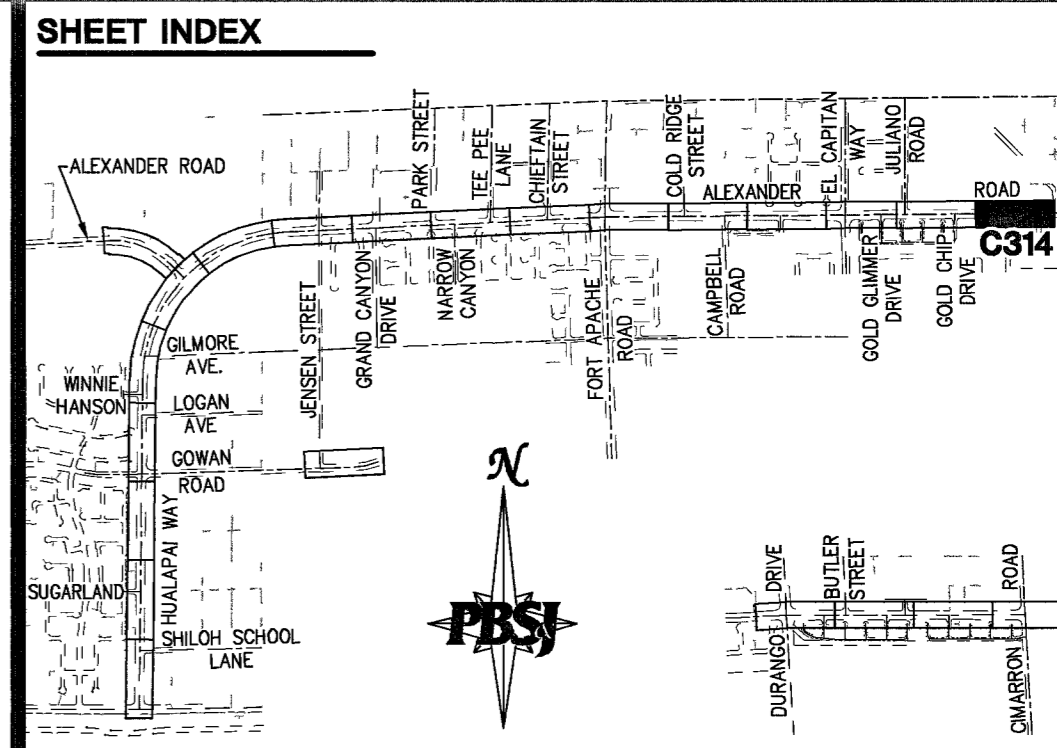 SHEET INDEX
ALEXANDER ROAD
PARK STREET
TEE PEE
LANE
CHIEFTAIN
STREET
COLD RIDGE
STREET
ALEXANDER
EL CAPITAN
WAY
JULIANO
ROAD
ROAD
C314
JENSEN STREET
GRAND CANYON
DRIVE
NARROW
CANYON
FORT APACHE
ROAD
CAMPBELL
ROAD
GOLD GLIMMER
DRIVE
GOLD CHIP
DRIVE
GILMORE
AVE.
WINNIE
HANSON
LOGAN
AVE
GOWAN
ROAD
HUALAPAI WAY
SUGARLAND
SHILOH SCHOOL
LANE
N
PBSJ
DURANGO DRIVE
BUTLER
STREET
CIMARRON ROAD